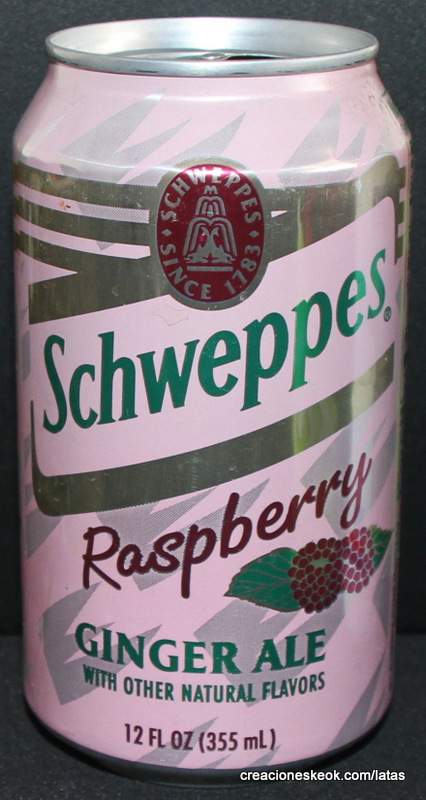 SCHWEPPES
SINCE 1783
Schweppes®
Raspberry
GINGER ALE
WITH OTHER NATURAL FLAVORS
12 FL OZ (355 mL)
creacioneskeok.com/latas